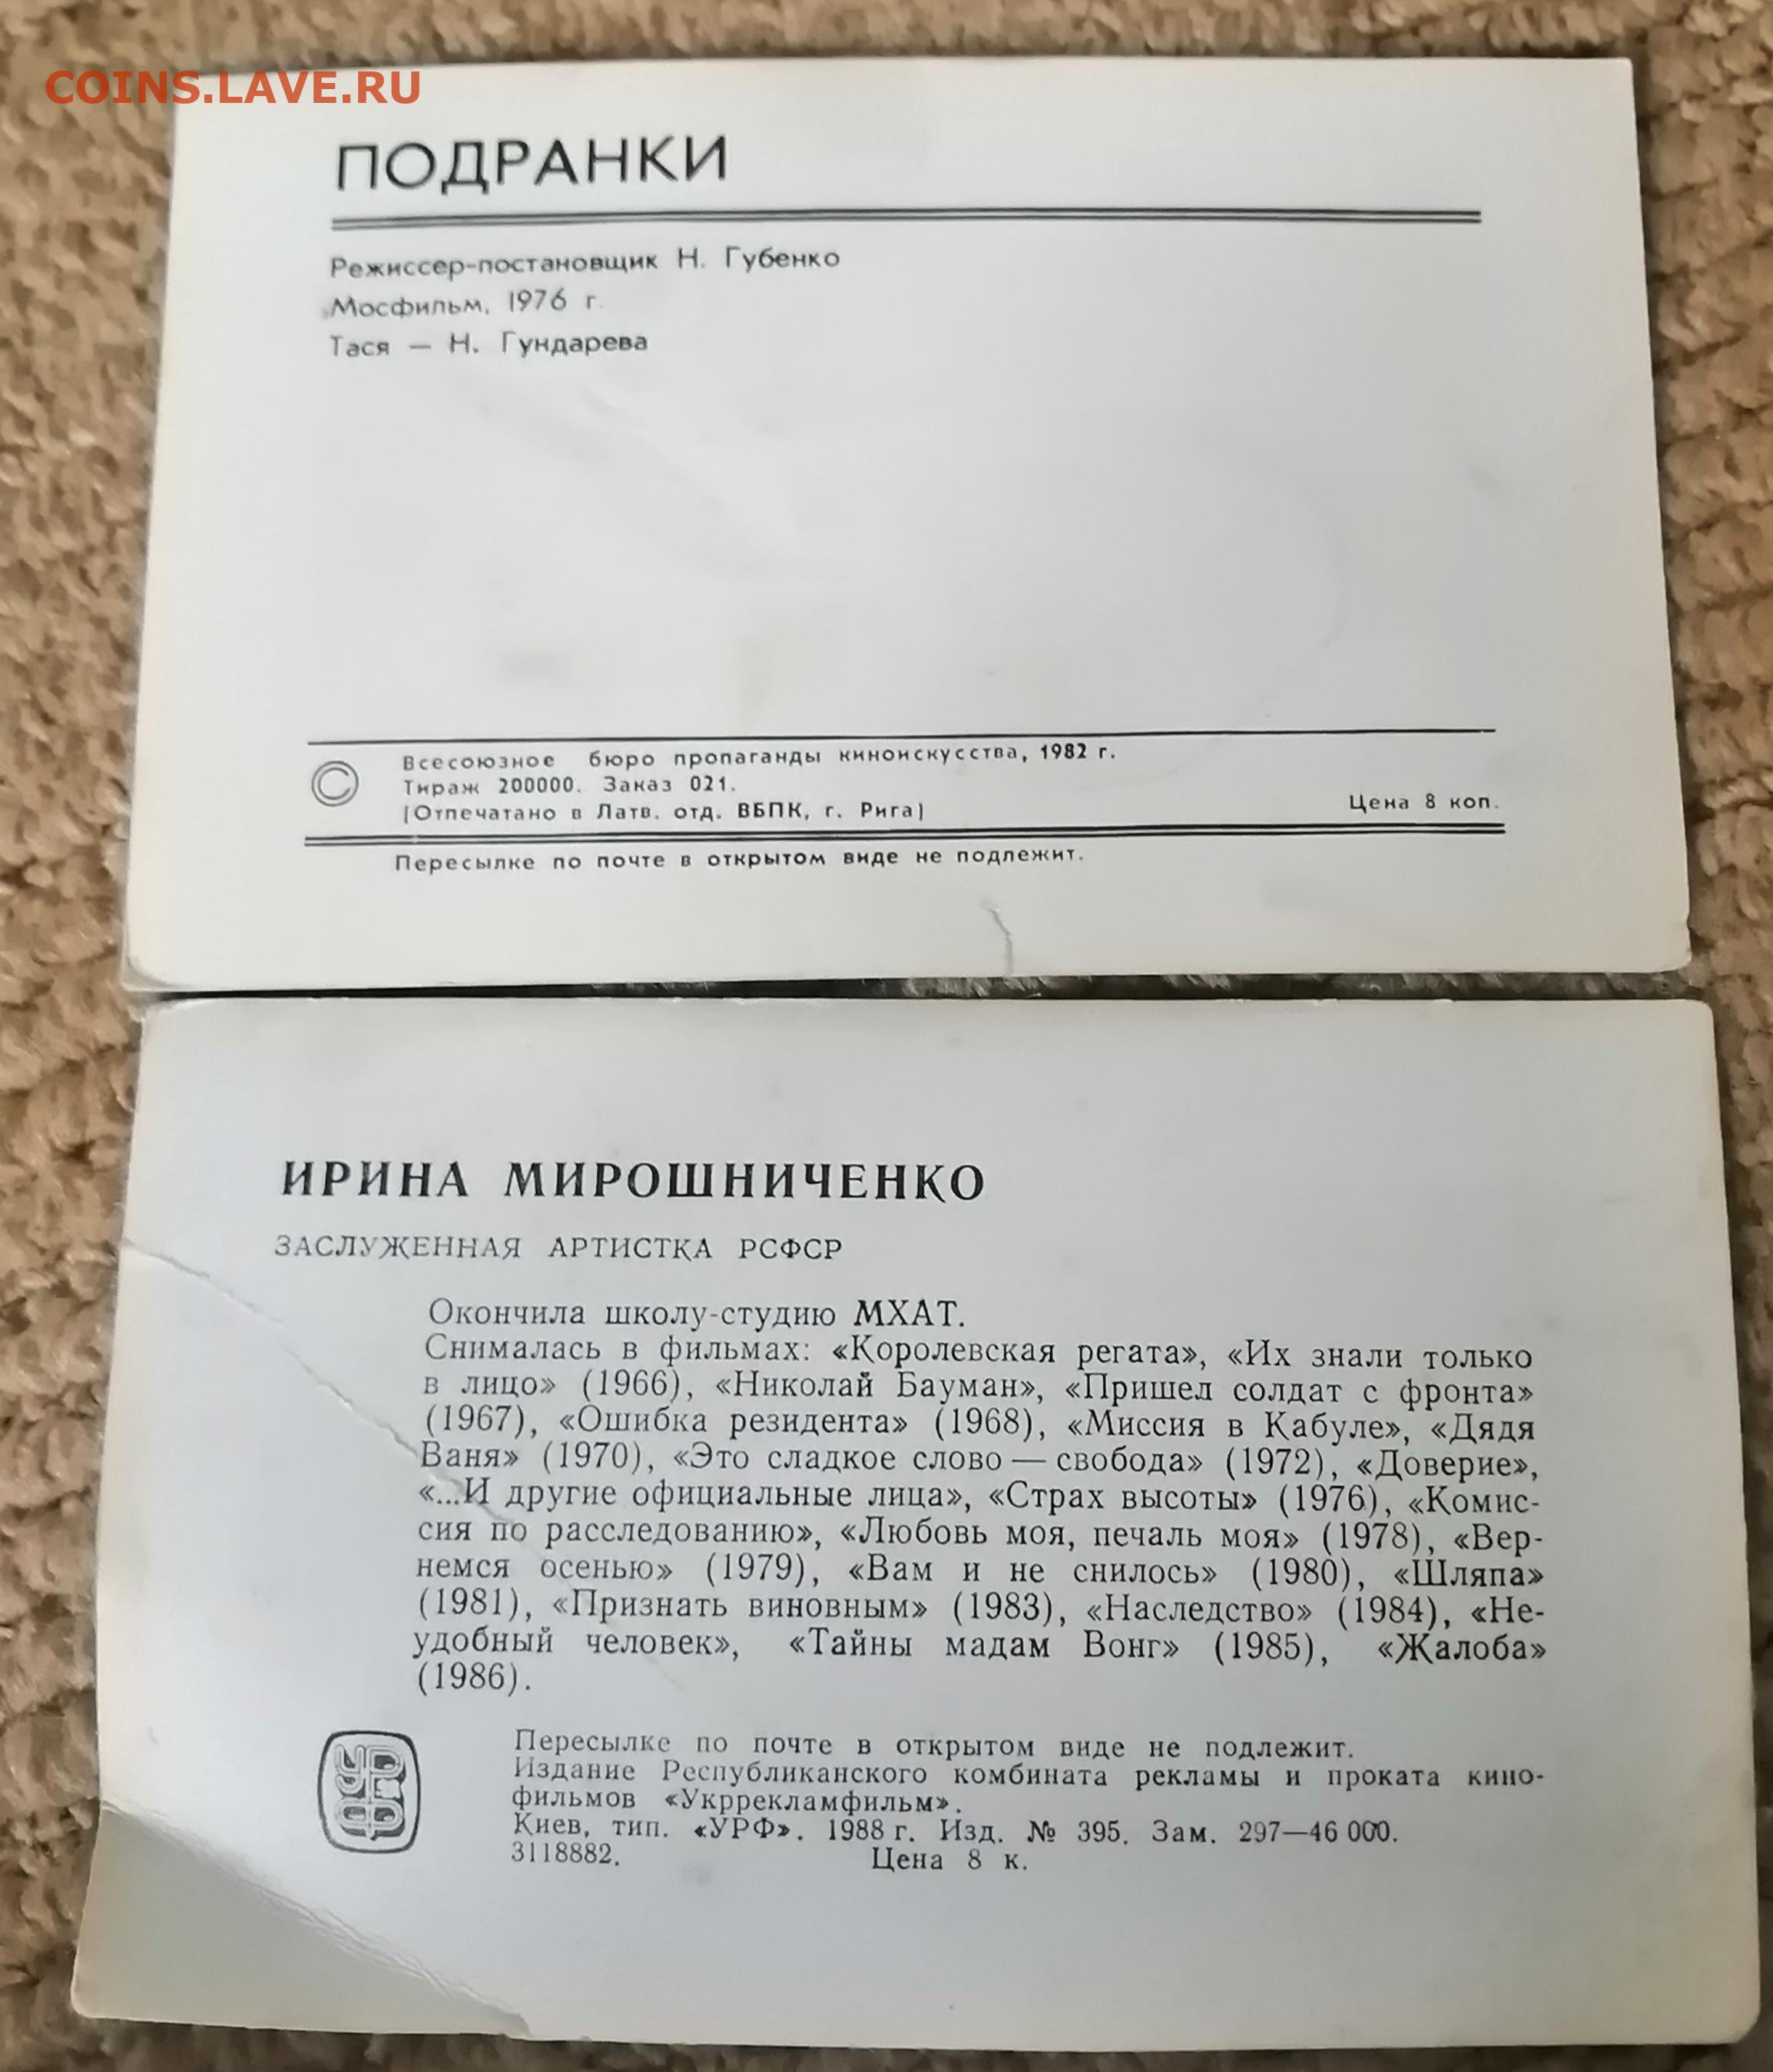 COINS.LAVE.RU
ПОДРАНКИ
Режиссер-постановщик Н. Губенко
Мосфильм, 1976 г.
Тася — Н. Гундарева
© Всесоюзное бюро пропаганды киноискусства, 1982 г.
Тираж 200000. Заказ 021.
(Отпечатано в Латв. отд. ВБПК, г. Рига) Цена 8 коп.
Пересылке по почте в открытом виде не подлежит.
ИРИНА МИРОШНИЧЕНКО
ЗАСЛУЖЕННАЯ АРТИСТКА РСФСР
Окончила школу-студию МХАТ.
Снималась в фильмах: «Королевская регата», «Их знали только
в лицо» (1966), «Николай Бауман», «Пришел солдат с фронта»
(1967), «Ошибка резидента» (1968), «Миссия в Кабуле», «Дядя
Ваня» (1970), «Это сладкое слово — свобода» (1972), «Доверие»,
«...И другие официальные лица», «Страх высоты» (1976), «Комис-
сия по расследованию», «Любовь моя, печаль моя» (1978), «Вер-
немся осенью» (1979), «Вам и не снилось» (1980), «Шляпа»
(1981), «Признать виновным» (1983), «Наследство» (1984), «Не-
удобный человек», «Тайны мадам Вонг» (1985), «Жалоба»
(1986).
УРФ
Пересылке по почте в открытом виде не подлежит.
Издание Республиканского комбината рекламы и проката кино-
фильмов «Укррекламфильм».
Киев, тип. «УРФ». 1988 г. Изд. № 395. Зам. 297—46 000.
3118882. Цена 8 к.